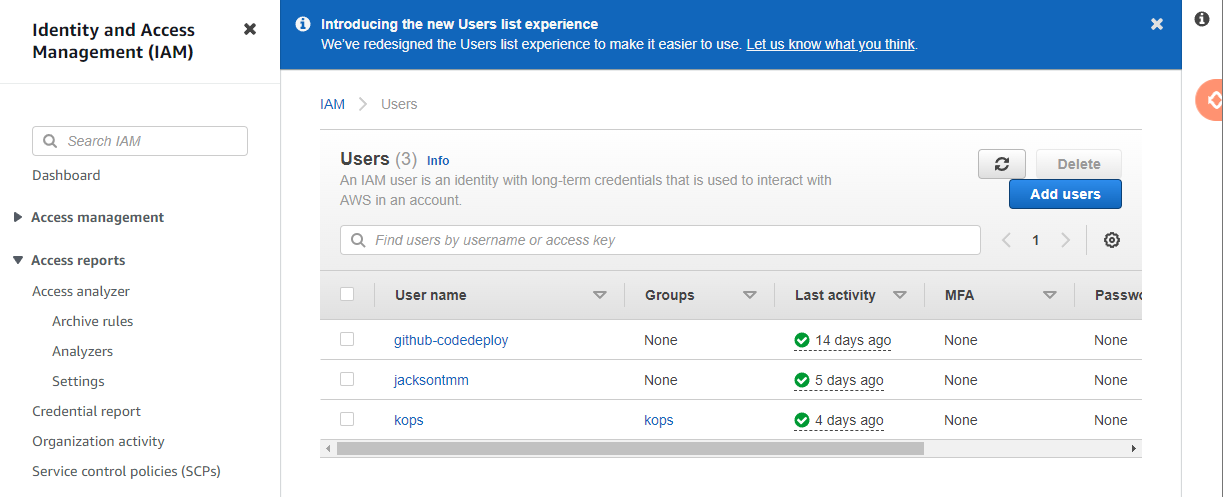 Identity and Access
Management (IAM)
Search IAM
Dashboard
Access management
Access reports
Access analyzer
Archive rules
Analyzers
Settings
Credential report
Organization activity
Service control policies (SCPs)
Introducing the new Users list experience
We've redesigned the Users list experience to make it easier to use. Let us know what you think.
IAM > Users
Users (3) Info
An IAM user is an identity with long-term credentials that is used to interact with
AWS in an account.
Delete
Add users
Find users by username or access key
1
User name Groups Last activity MFA Passwo
github-codedeploy None 14 days ago None None
jacksontmm None 5 days ago None None
kops kops 4 days ago None None